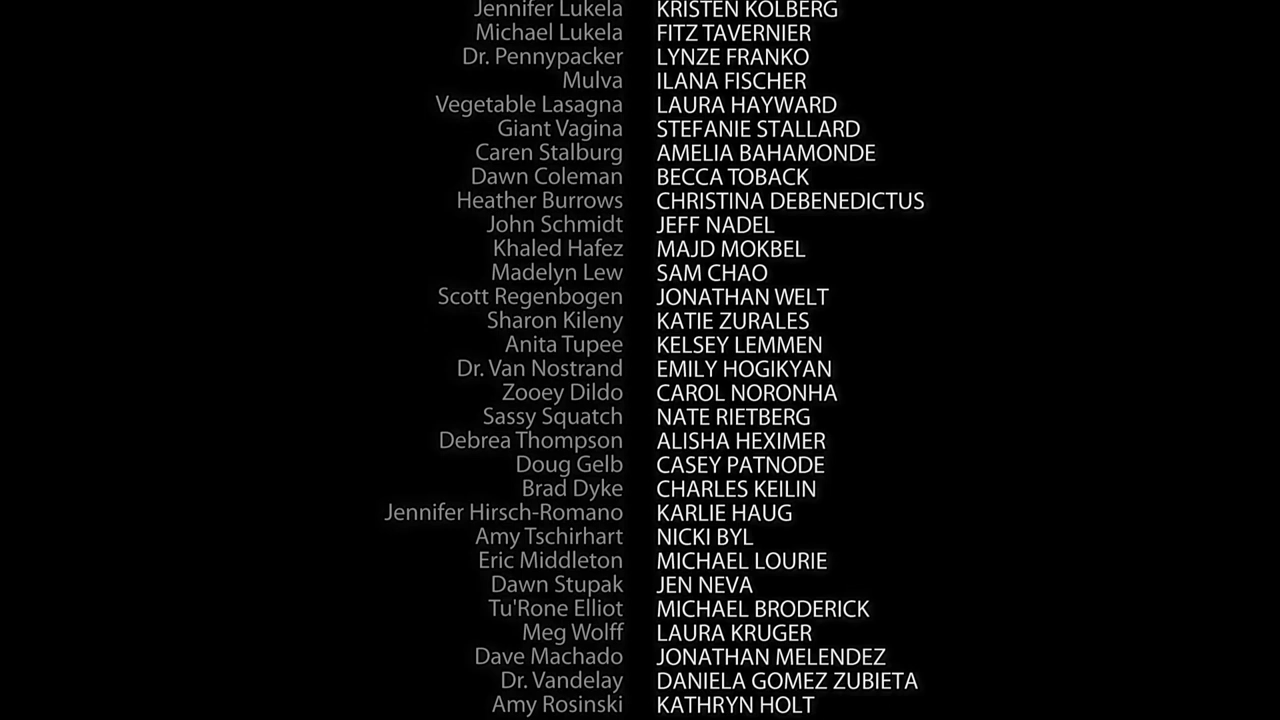 Jennifer Lukela KRISTEN KOLBERG
Michael Lukela FITZ TAVERNIER
Dr. Pennypacker LYNZE FRANKO
Mulva ILANA FISCHER
Vegetable Lasagna LAURA HAYWARD
Giant Vagina STEFANIE STALLARD
Caren Stalburg AMELIA BAHAMONDE
Dawn Coleman BECCA TOBACK
Heather Burrows CHRISTINA DEBENEDICTUS
John Schmidt JEFF NADEL
Khaled Hafez MAJD MOKBEL
Madelyn Lew SAM CHAO
Scott Regenbogen JONATHAN WELT
Sharon Kileny KATIE ZURALES
Anita Tupee KELSEY LEMMEN
Dr. Van Nostrand EMILY HOGIKYAN
Zooey Dildo CAROL NORONHA
Sassy Squatch NATE RIETBERG
Debrea Thompson ALISHA HEXIMER
Doug Gelb CASEY PATNODE
Brad Dyke CHARLES KEILIN
Jennifer Hirsch-Romano KARLIE HAUG
Amy Tschirhart NICKI BYL
Eric Middleton MICHAEL LOURIE
Dawn Stupak JEN NEVA
Tu'Rone Elliot MICHAEL BRODERICK
Meg Wolff LAURA KRUGER
Dave Machado JONATHAN MELENDEZ
Dr. Vandelay DANIELA GOMEZ ZUBIETA
Amy Rosinski KATHRYN HOLT